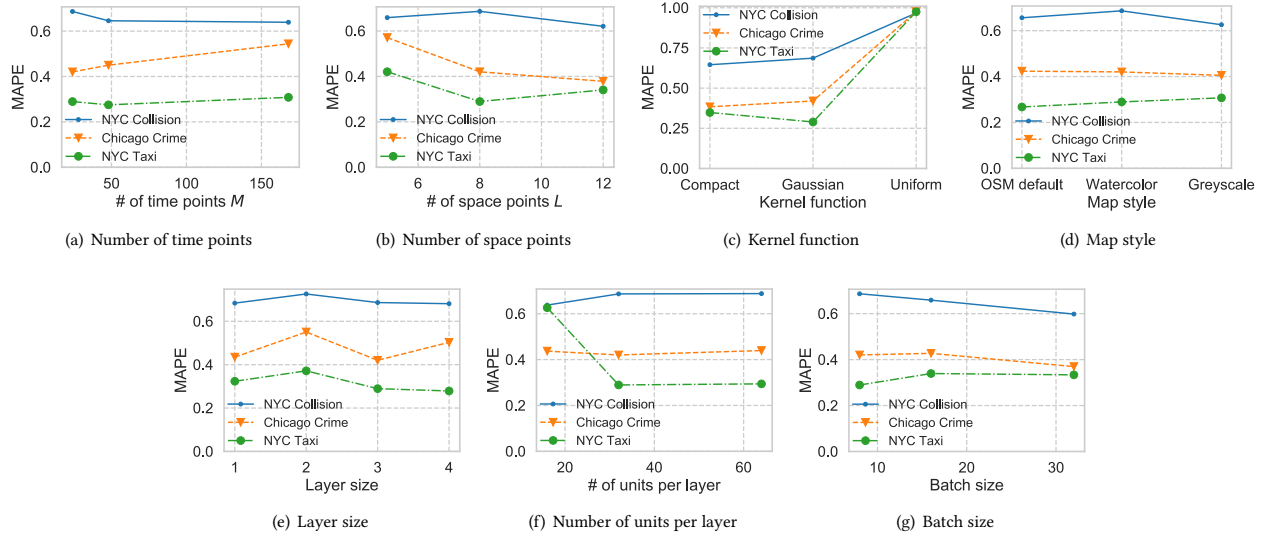 MAPE
0.6
0.4
0.2
0.0
NYC Collision
Chicago Crime
NYC Taxi
50
100
150
# of time points M
(a) Number of time points
MAPE
0.6
0.4
0.2
0.0
NYC Collision
Chicago Crime
NYC Taxi
6
8
10
12
# of space points L
(b) Number of space points
MAPE
1.00
0.75
0.50
0.25
0.00
NYC Collision
Chicago Crime
NYC Taxi
Compact
Gaussian
Uniform
Kernel function
(c) Kernel function
MAPE
0.6
0.4
0.2
0.0
NYC Collision
Chicago Crime
NYC Taxi
OSM default
Watercolor
Greyscale
Map style
(d) Map style
MAPE
0.6
0.4
0.2
0.0
NYC Collision
Chicago Crime
NYC Taxi
1
2
3
4
Layer size
(e) Layer size
MAPE
0.6
0.4
0.2
0.0
NYC Collision
Chicago Crime
NYC Taxi
20
40
60
# of units per layer
(f) Number of units per layer
MAPE
0.6
0.4
0.2
0.0
NYC Collision
Chicago Crime
NYC Taxi
10
20
30
Batch size
(g) Batch size